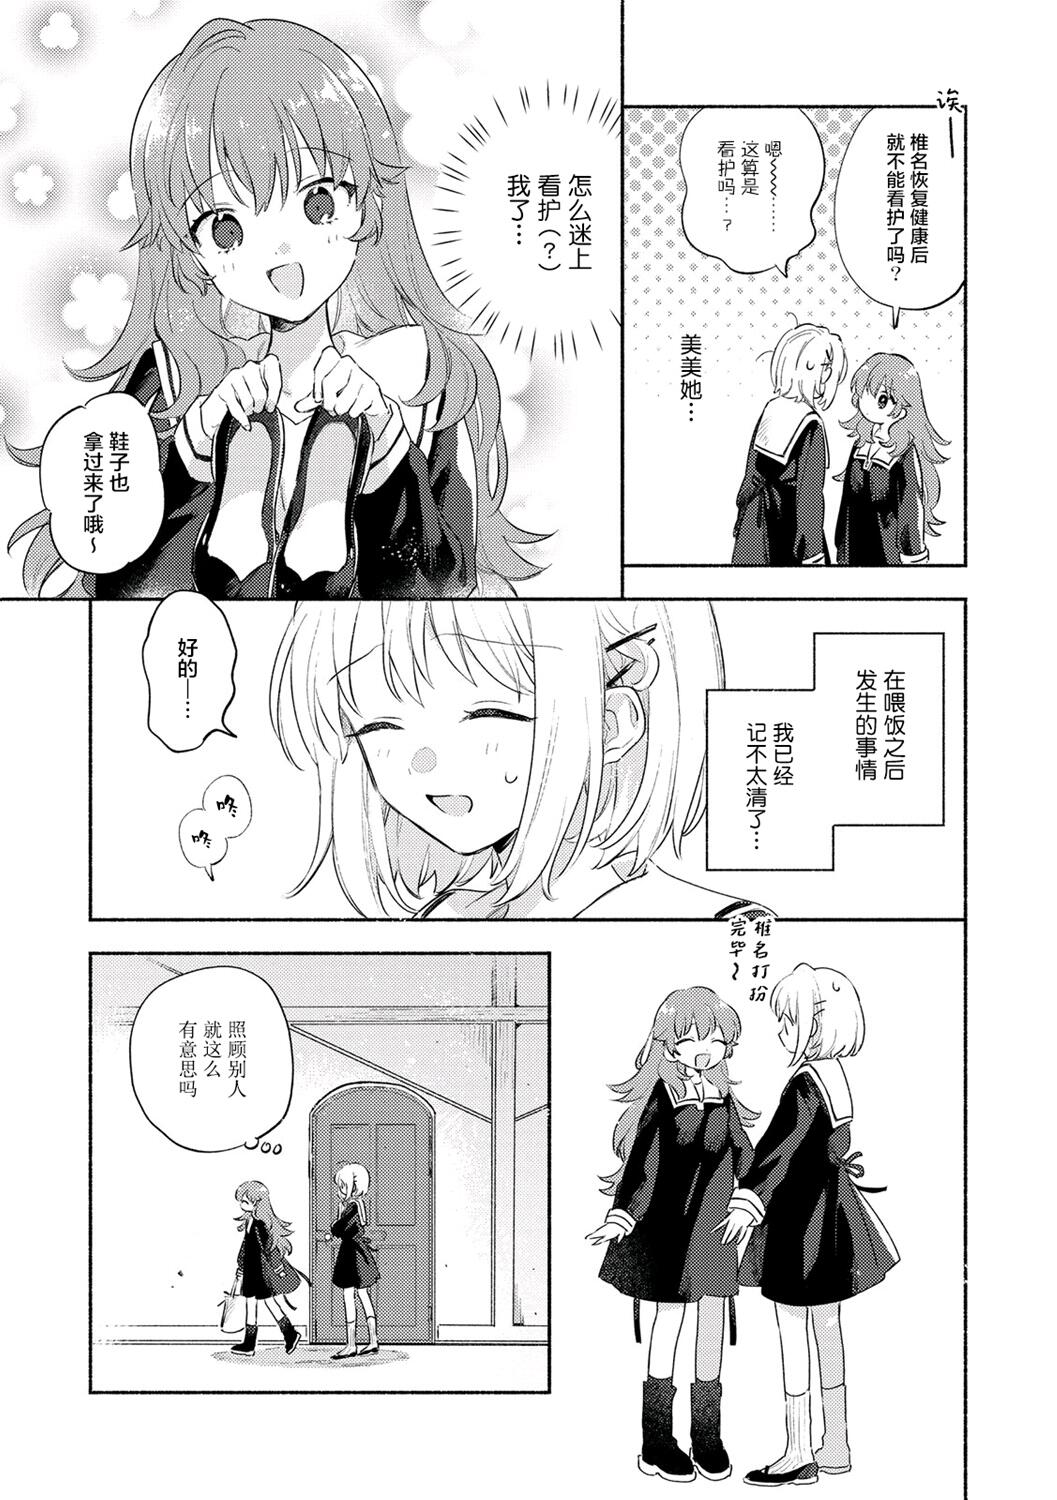 诶
椎名恢复健康后
就不能看护了吗？
嗯～～～……
这算是
看护吗…？
美美她…
怎么迷上
看护（？）
我了…
鞋子也
拿过来了哦～
在喂饭之后
发生的事情
我已经
记不太清了…
好的——……
咚
咚
椎名打扮
完毕～
照顾别人
就这么
有意思吗